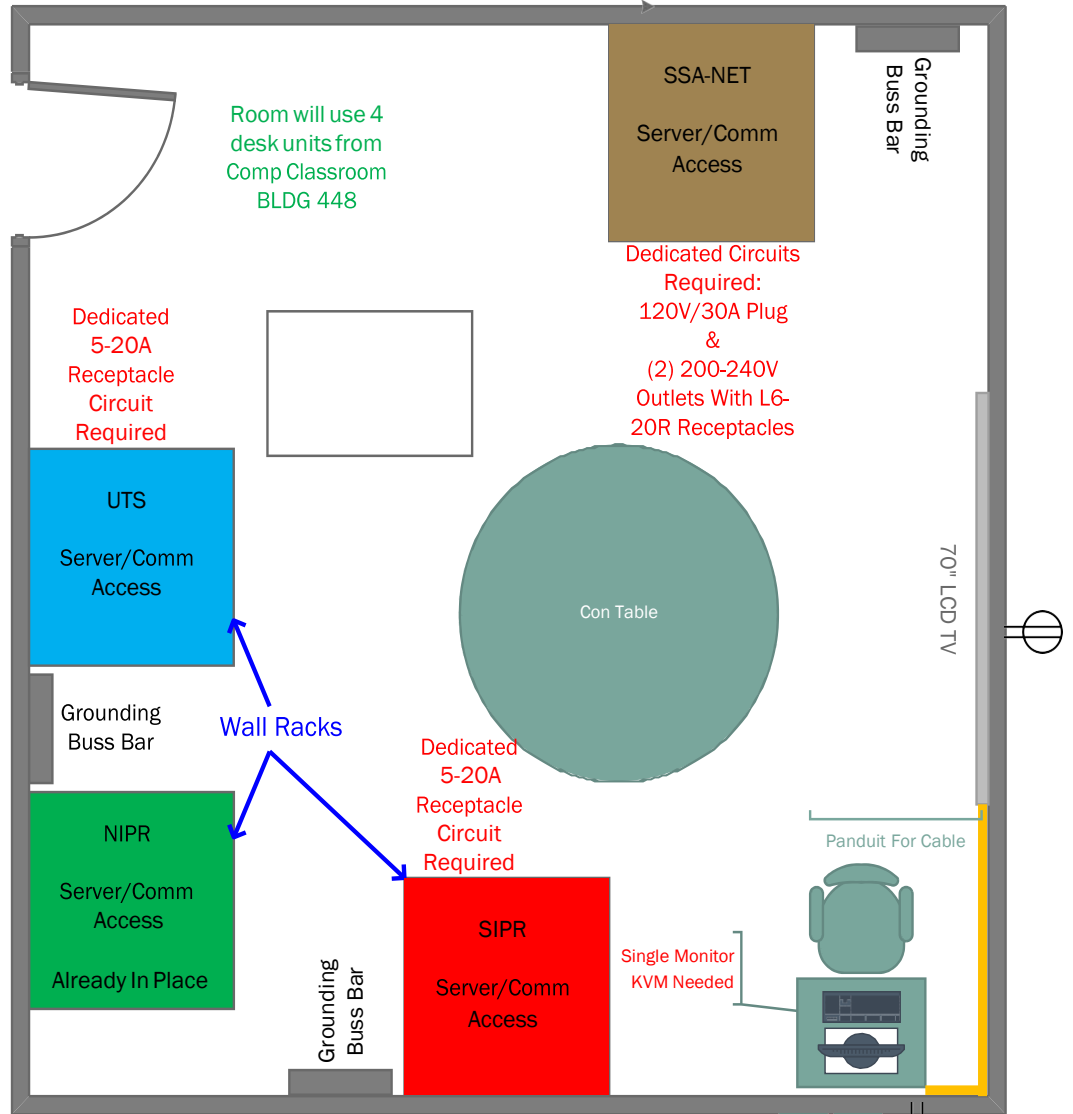 SSA-NET
Server/Comm
Access
Grounding
Buss Bar
Room will use 4
desk units from
Comp Classroom
BLDG 448
Dedicated Circuits
Required:
120V/30A Plug
&
(2) 200-240V
Outlets With L6-
20R Receptacles
Dedicated
5-20A
Receptacle
Circuit
Required
UTS
Server/Comm
Access
70" LCD TV
Con Table
Grounding
Buss Bar
Wall Racks
Dedicated
5-20A
Receptacle
Circuit
Required
NIPR
Server/Comm
Access
Already In Place
Panduit For Cable
SIPR
Server/Comm
Access
Single Monitor
KVM Needed
Grounding
Buss Bar